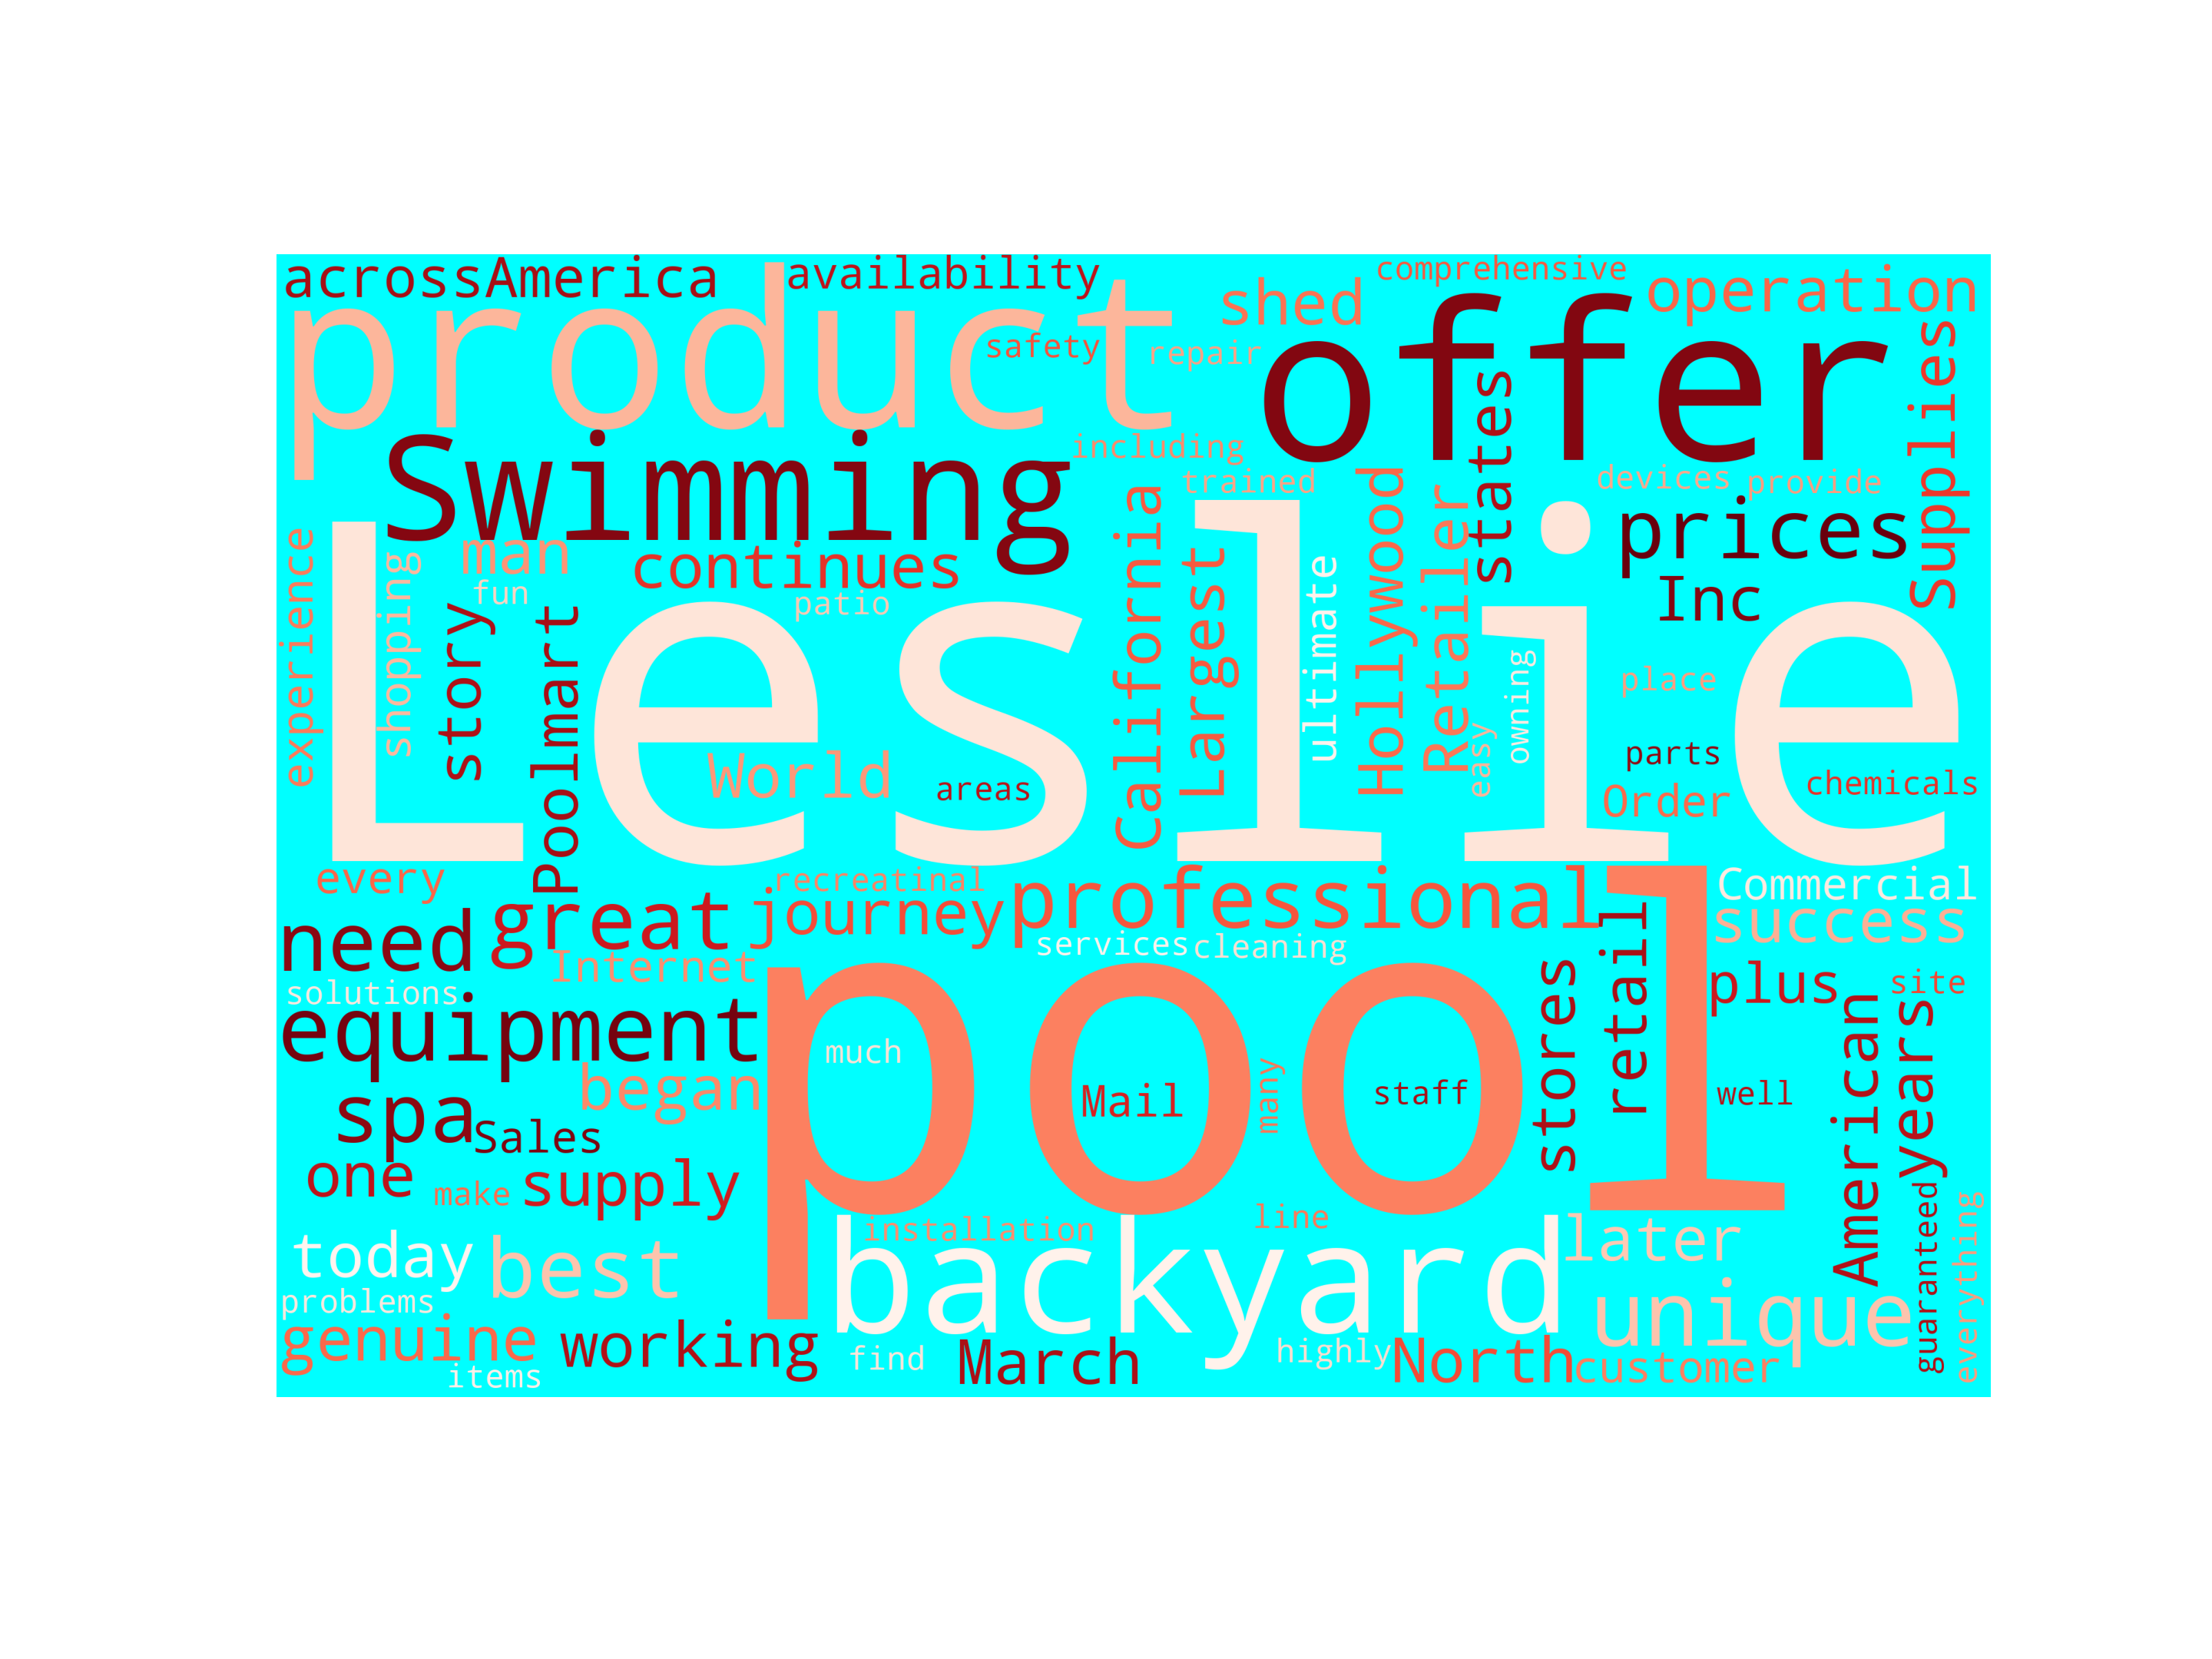 acrossAmerica
availability
comprehensive
operation
shed
product
offer
safety
repair
Supplies
states
Swimming
including
trained
devices
provide
Hollywood
California
Retailer
prices
experience
man
continues
shopping
fun
patio
Inc
Largest
ultimate
story
Poolmart
Leslie
owning
place
easy
World
areas
parts
Order
chemicals
every
recreatinal
professional
Commercial
need
great
journey
success
services
cleaning
Internet
retail
solutions
stores
plus
site
equipment
pool
American
years
much
began
Mail
many
staff
well
spa
Sales
one
make
supply
guaranteed
everything
installation
line
today
best
backyard
later
problems
unique
genuine
working
find
March
highly
North
customer
items